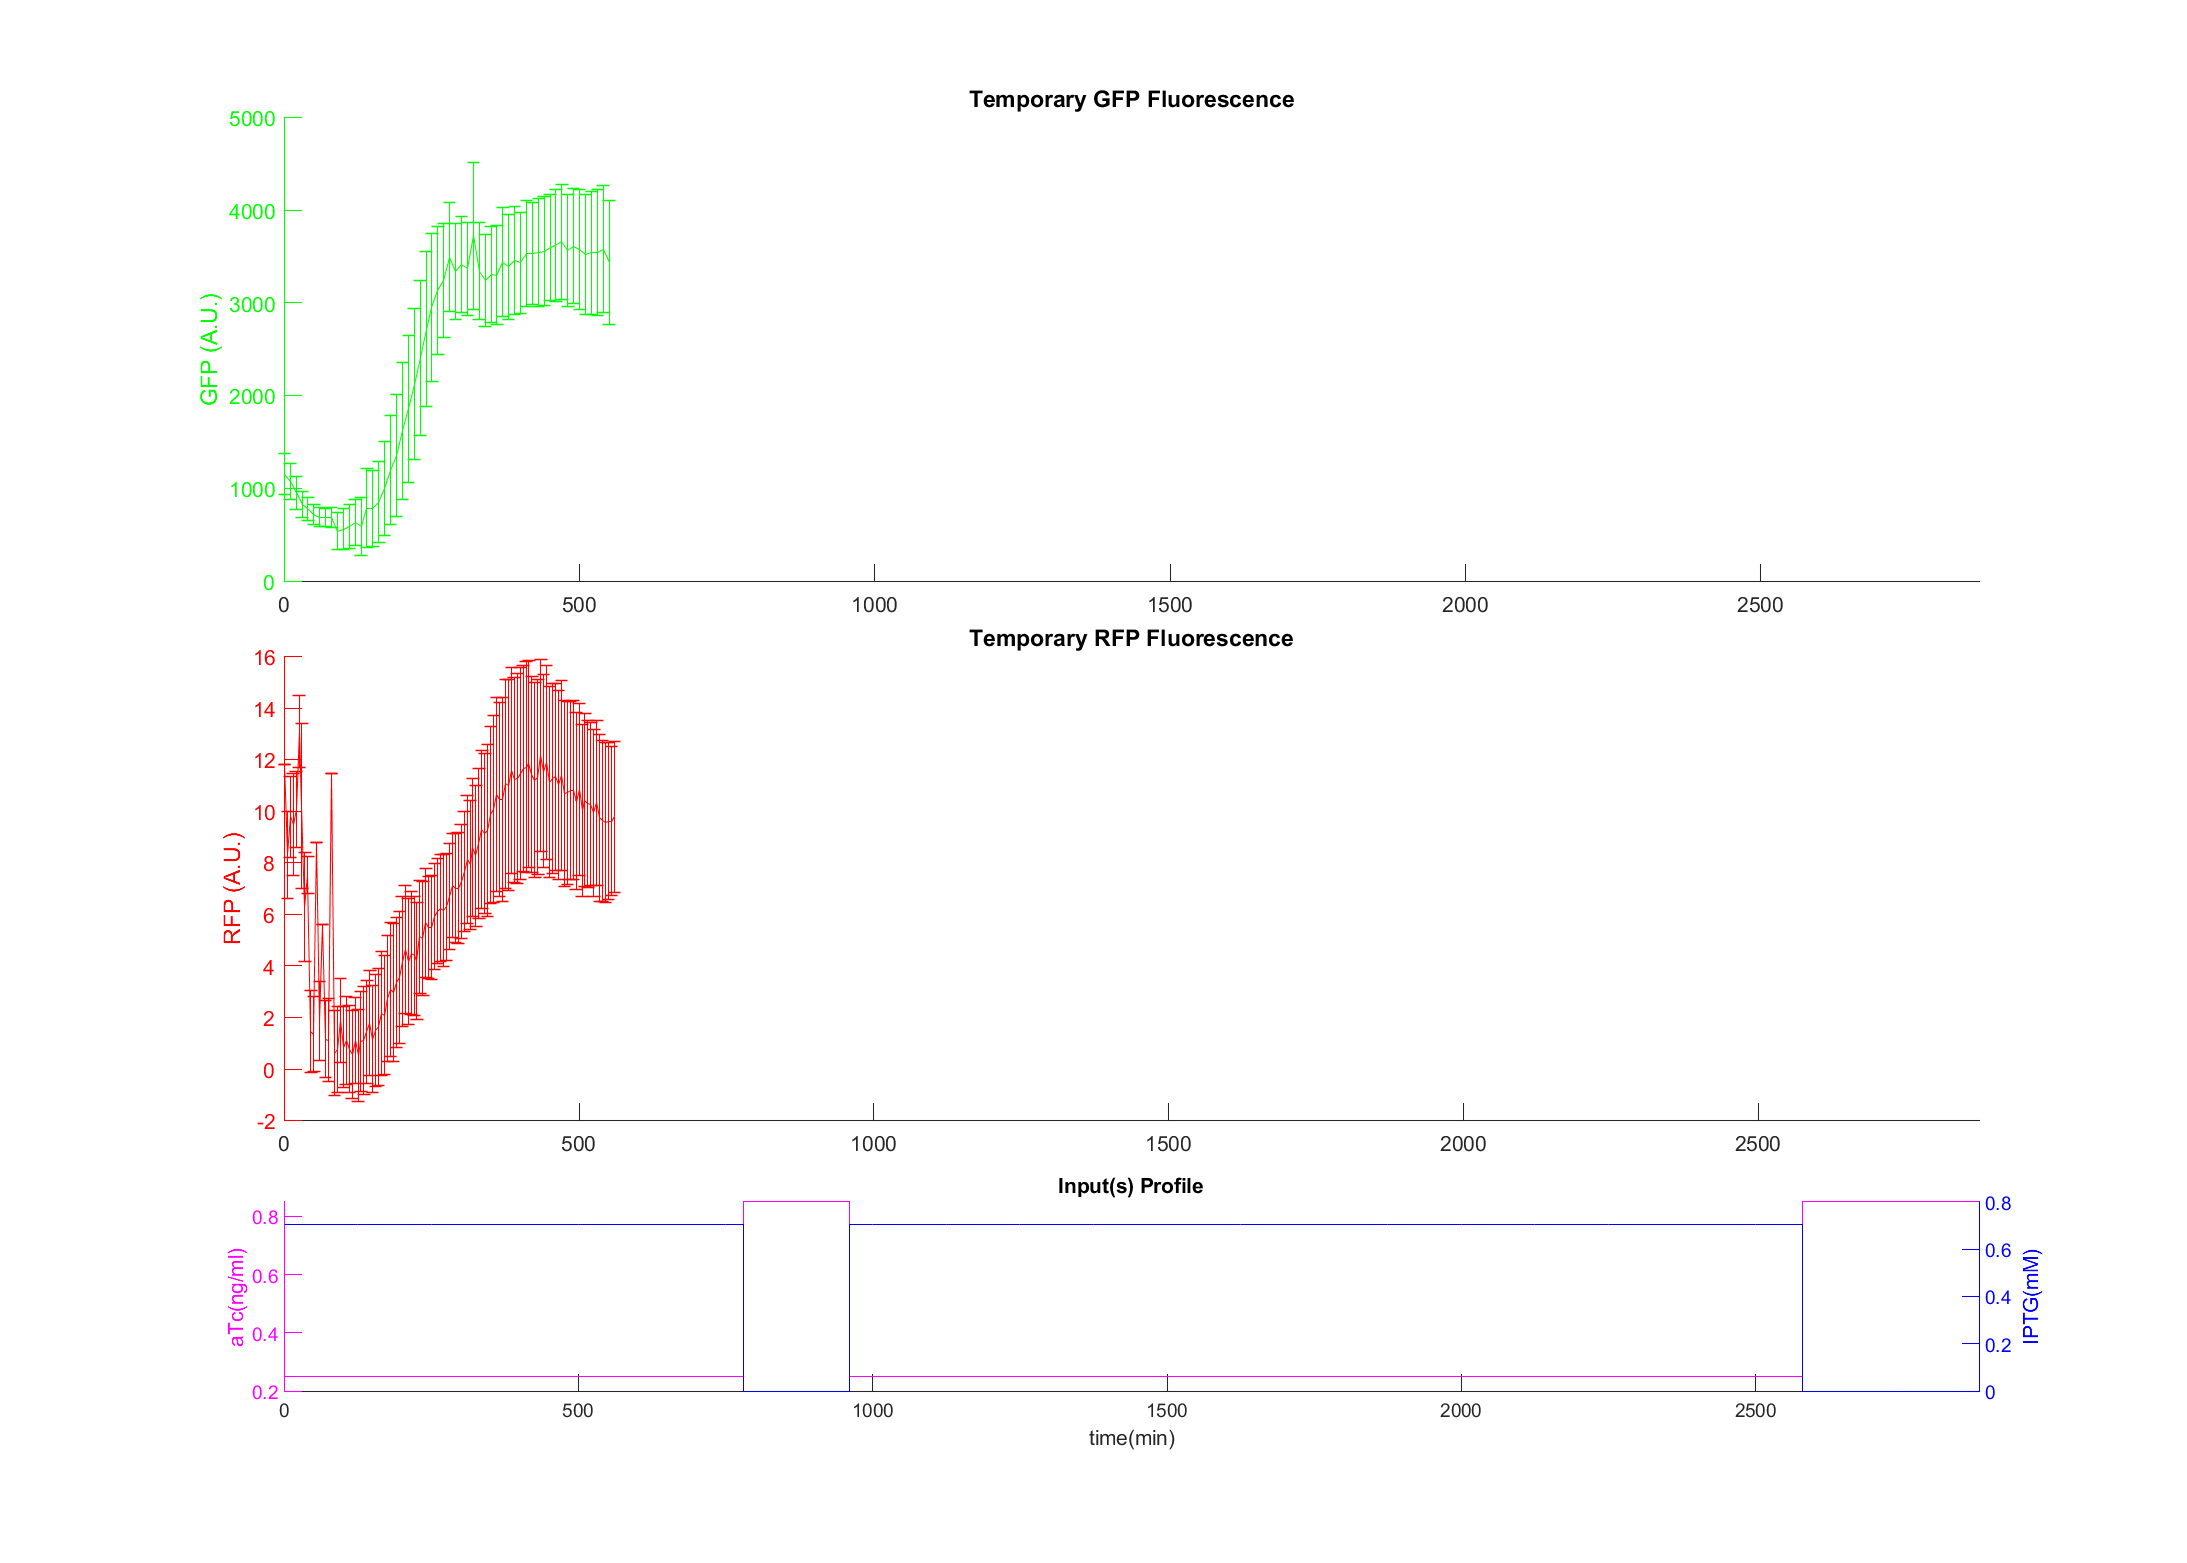 Temporary GFP Fluorescence
5000
4000
3000
2000
1000
0
GFP (A.U.)
0 500 1000 1500 2000 2500
Temporary RFP Fluorescence
16
14
12
10
8
6
4
2
0
-2
RFP (A.U.)
0 500 1000 1500 2000 2500
Input(s) Profile
0.8
0.6
0.4
0.2
aTc(ng/ml)
0.8
0.6
0.4
0.2
0
IPTG(mM)
0 500 1000 1500 2000 2500
time(min)